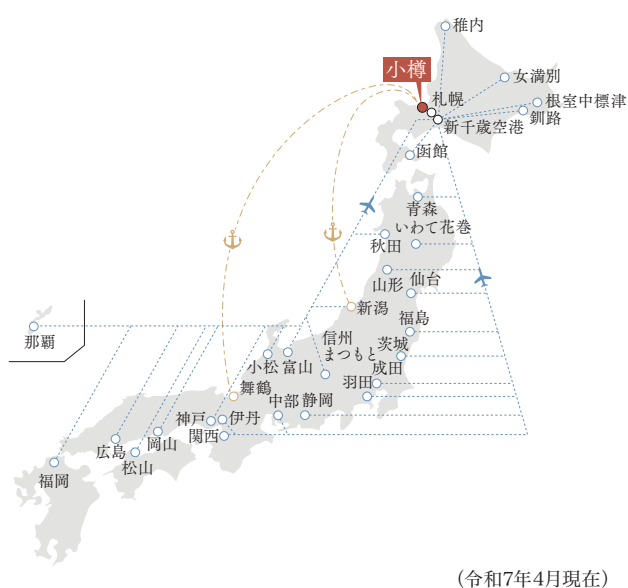 稚内
小樽
女満別
札幌
根室中標津
新千歳空港
釧路
函館
青森
いわて花巻
秋田
山形
仙台
新潟
福島
那覇
信州
まつもと
茨城
小松
富山
成田
舞鶴
羽田
中部
静岡
神戸
伊丹
関西
広島
岡山
松山
福岡
(令和7年4月現在)